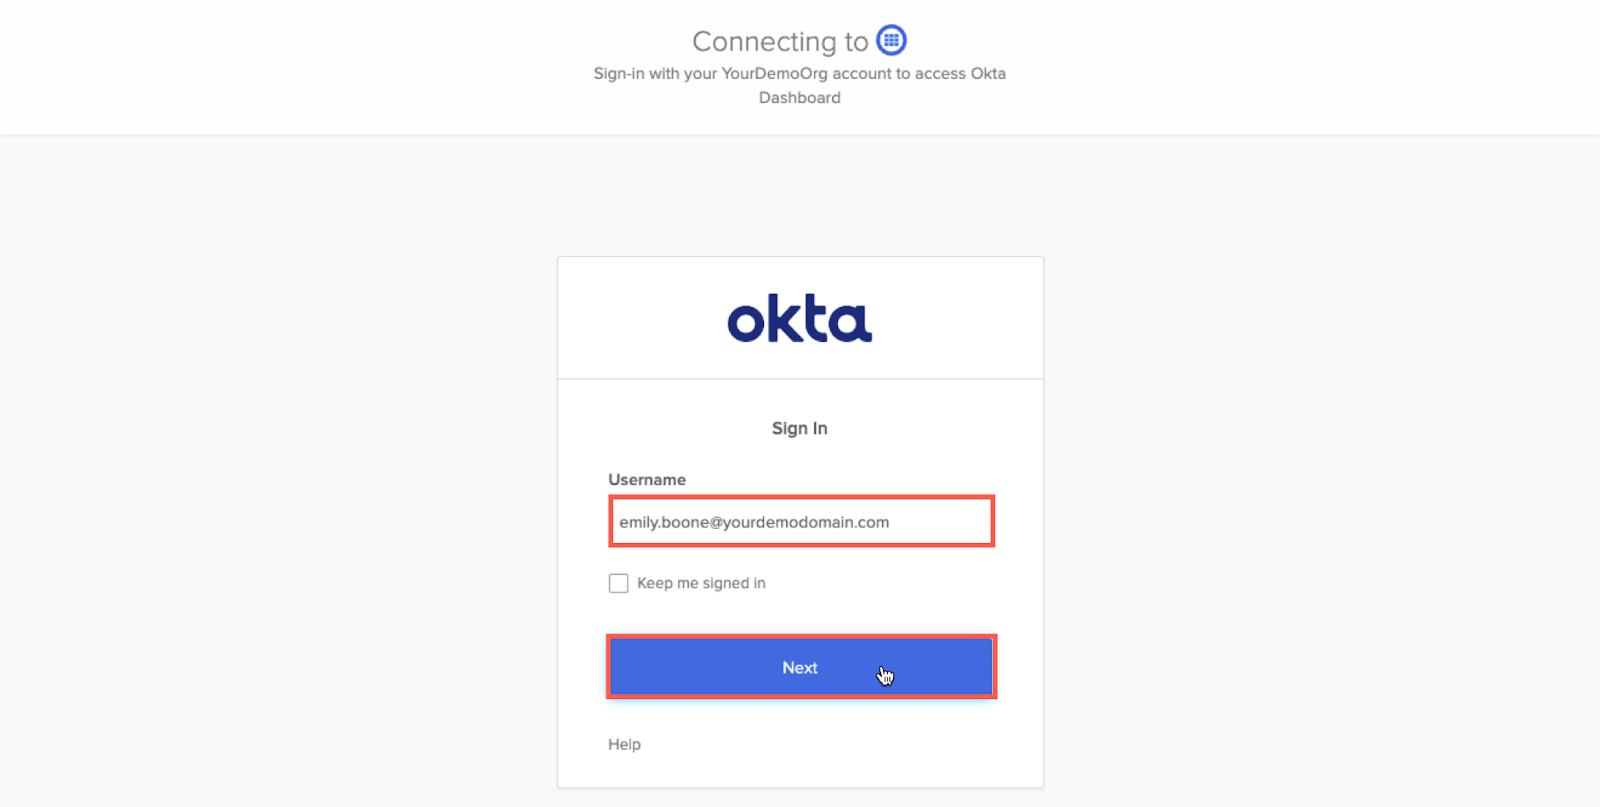 Connecting to
Sign-in with your YourDemoOrg account to access Okta
Dashboard
okta
Sign In
Username
emily.boone@yourdemodomain.com
Keep me signed in
Next
Help